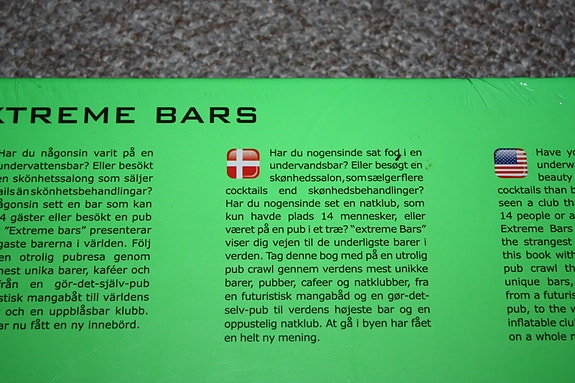 XTREME BARS
Har du någonsin varit på en
undervattensbar? Eller besökt
en skönhetssalong som säljer
ails än skönhetsbehandlingar?
ågonsin sett en bar som kan
4 gäster eller besökt en pub
? "Extreme bars" presenterar
gaste barerna i världen. Följ
en otrolig pubresa genom
mest unika barer, kaféer och
från en gör-det-själv-pub
istisk mangabåt till världens
och en uppblåsbar klubb.
ar nu fått en ny innebörd.
Har du nogensinde sat fod i en
undervandsbar? Eller besøgt en
skønhedssalon, som sælger flere
cocktails end skønhedsbehandlinger?
Har du nogensinde set en natklub, som
kun havde plads 14 mennesker, eller
været på en pub i et træ? "extreme Bars"
viser dig vejen til de underligste barer i
verden. Tag denne bog med på en utrolig
pub crawl gennem verdens mest unikke
barer, pubber, cafeer og natklubber, fra
en futuristisk mangabåd og en gør-det-
selv-pub til verdens højeste bar og en
oppustelig natklub. At gå i byen har fået
en helt ny mening.
Have yo
underw
beauty
cocktails than b
seen a club th
14 people or a
Extreme Bars
the strangest
this book with
pub crawl th
unique bars,
from a futuris
pub, to the w
inflatable clu
on a whole n